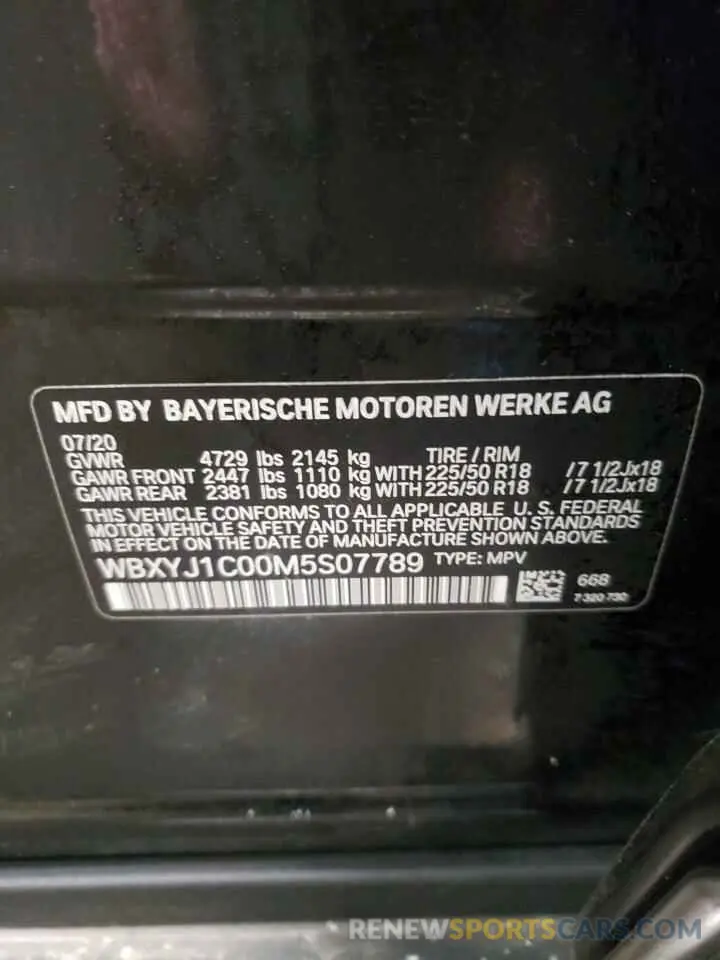 MFD BY BAYERISCHE MOTOREN WERKE AG
07/20
GVWR 4729 lbs 2145 kg TIRE / RIM
GAWR FRONT 2447 lbs 1110 kg WITH 225/50 R18 /7 1/2Jx18
GAWR REAR 2381 lbs 1080 kg WITH 225/50 R18 /7 1/2Jx18
THIS VEHICLE CONFORMS TO ALL APPLICABLE U. S. FEDERAL
MOTOR VEHICLE SAFETY AND THEFT PREVENTION STANDARDS
IN EFFECT ON THE DATE OF MANUFACTURE SHOWN ABOVE.
WBXYJ1C00M5S07789 TYPE: MPV
668
7 320 730
RENEWSPORTSCARS.COM